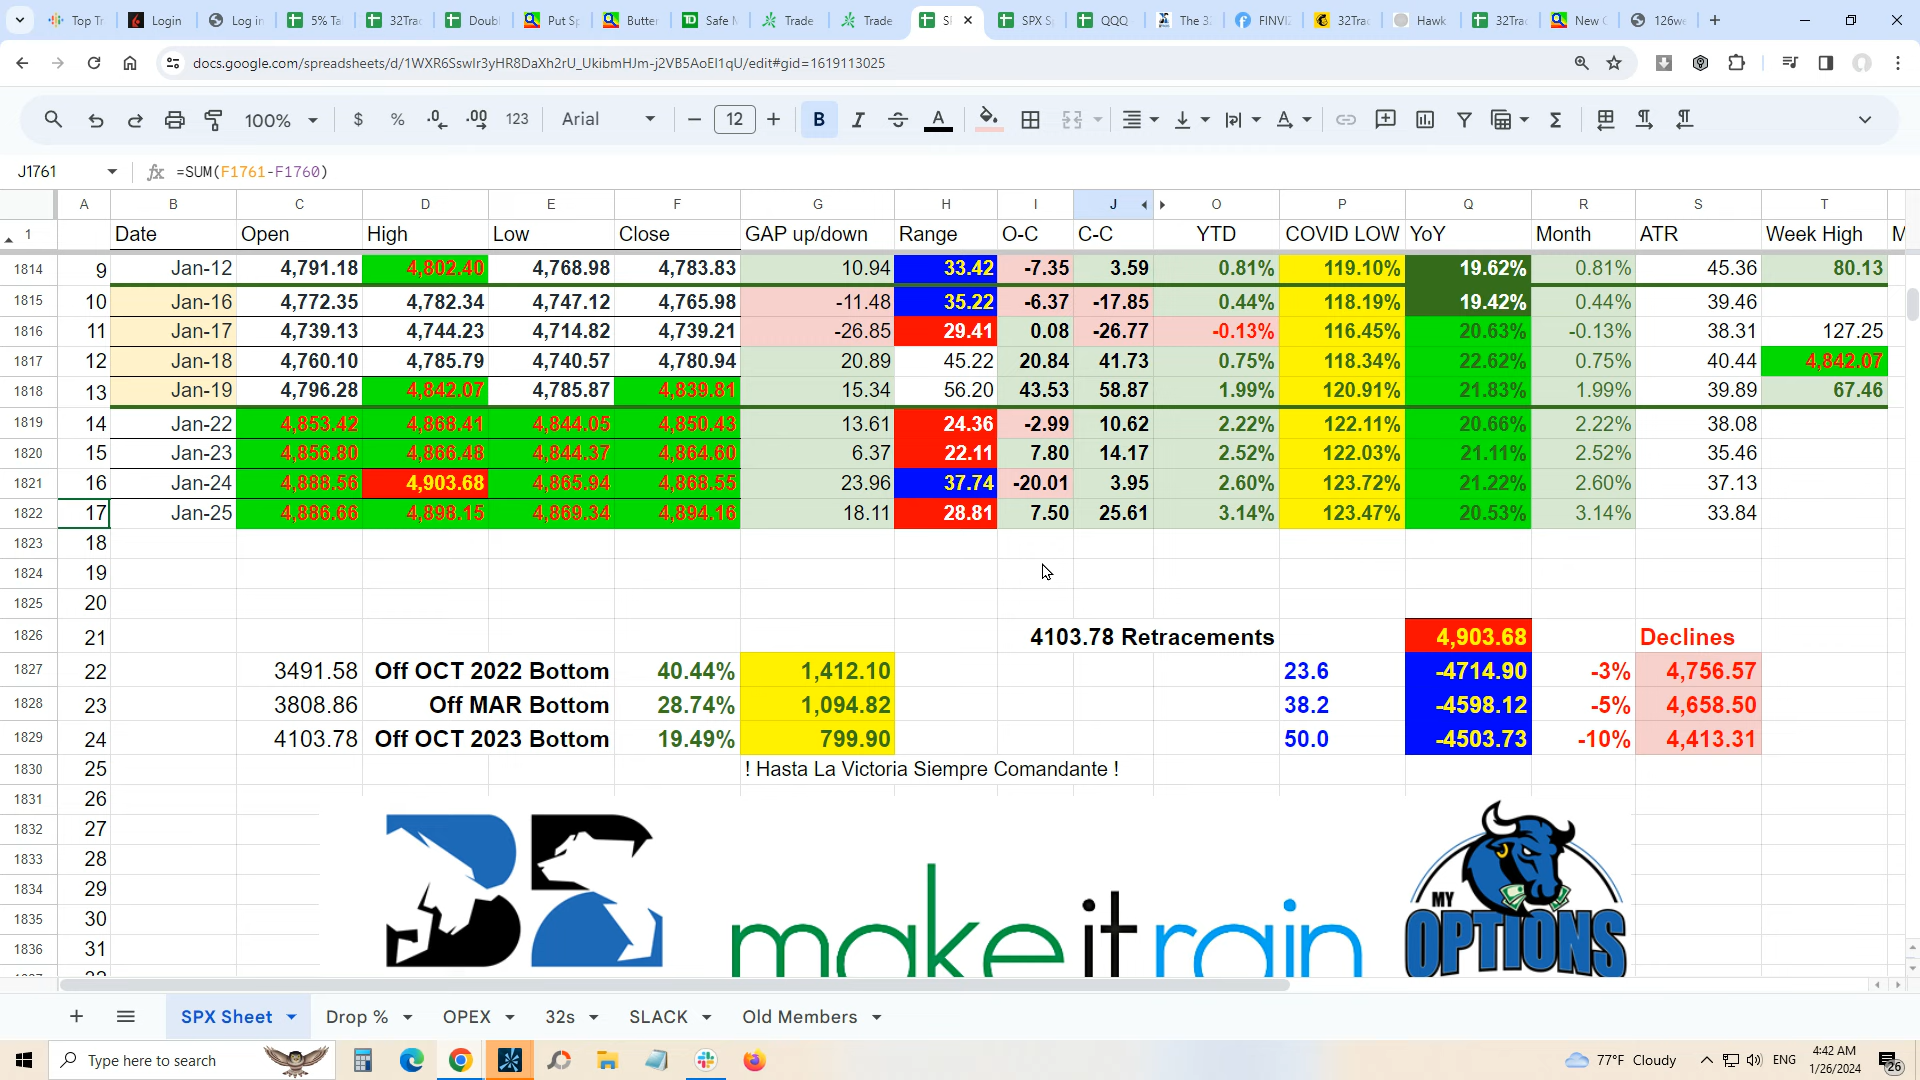 Top Tr
Login
Log in
5% Ta
32Trac
Doubl
Put Sp
Butter
Safe M
Trade
Trade
SPX S
QQQ
The 32
FINVIZ
32Trac
Hawk
32Trac
New C
126we
docs.google.com/spreadsheets/d/1WXR6SswIr3yHR8DaXh2rU_UkibmHJm-j2VB5AoEI1qU/edit#gid=1619113025
100% $ % .0 .00 123 Arial 12 B I A
J1761 fx =SUM(F1761-F1760)
A B C D E F G H I J O P Q R S T
1 Date Open High Low Close GAP up/down Range O-C C-C YTD COVID LOW YoY Month ATR Week High M
1814 9 Jan-12 4,791.18 4,802.40 4,768.98 4,783.83 10.94 33.42 -7.35 3.59 0.81% 119.10% 19.62% 0.81% 45.36 80.13
1815 10 Jan-16 4,772.35 4,782.34 4,747.12 4,765.98 -11.48 35.22 -6.37 -17.85 0.44% 118.19% 19.42% 0.44% 39.46
1816 11 Jan-17 4,739.13 4,744.23 4,714.82 4,739.21 -26.85 29.41 0.08 -26.77 -0.13% 116.45% 20.63% -0.13% 38.31 127.25
1817 12 Jan-18 4,760.10 4,785.79 4,740.57 4,780.94 20.89 45.22 20.84 41.73 0.75% 118.34% 22.62% 0.75% 40.44 4,842.07
1818 13 Jan-19 4,796.28 4,842.07 4,785.87 4,839.81 15.34 56.20 43.53 58.87 1.99% 120.91% 21.83% 1.99% 39.89 67.46
1819 14 Jan-22 4,853.42 4,868.41 4,844.05 4,850.43 13.61 24.36 -2.99 10.62 2.22% 122.11% 20.66% 2.22% 38.08
1820 15 Jan-23 4,856.80 4,866.48 4,844.37 4,864.60 6.37 22.11 7.80 14.17 2.52% 122.03% 21.11% 2.52% 35.46
1821 16 Jan-24 4,888.56 4,903.68 4,865.94 4,868.55 23.96 37.74 -20.01 3.95 2.60% 123.72% 21.22% 2.60% 37.13
1822 17 Jan-25 4,886.66 4,898.15 4,869.34 4,894.16 18.11 28.81 7.50 25.61 3.14% 123.47% 20.53% 3.14% 33.84
1823 18
1824 19
1825 20
1826 21 4103.78 Retracements 4,903.68 Declines
1827 22 3491.58 Off OCT 2022 Bottom 40.44% 1,412.10 23.6 -4714.90 -3% 4,756.57
1828 23 3808.86 Off MAR Bottom 28.74% 1,094.82 38.2 -4598.12 -5% 4,658.50
1829 24 4103.78 Off OCT 2023 Bottom 19.49% 799.90 50.0 -4503.73 -10% 4,413.31
1830 25 ! Hasta La Victoria Siempre Comandante !
1831 26
1832 27
1833 28
1834 29
1835 30
1836 31
make it rain
MY
OPTIONS
SPX Sheet Drop % OPEX 32s SLACK Old Members
Type here to search
77°F Cloudy
ENG
4:42 AM
1/26/2024
26